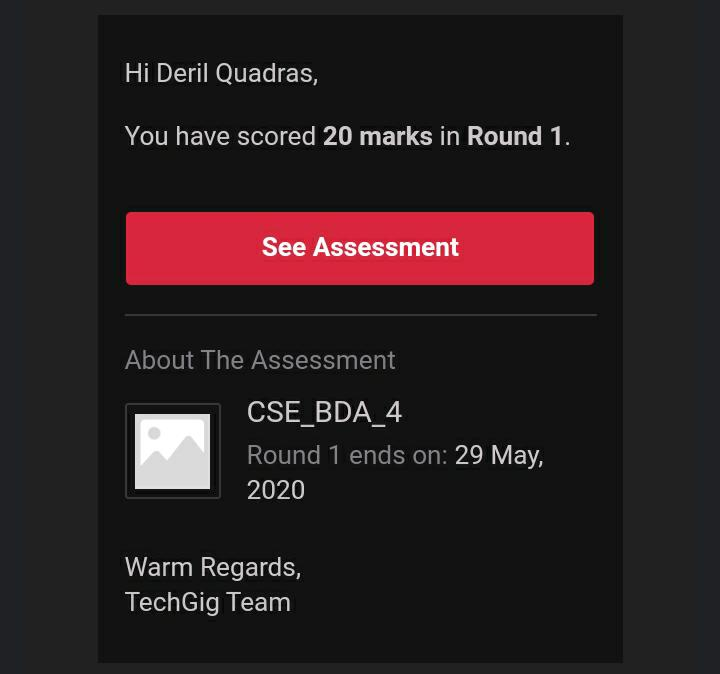 Hi Deril Quadras,
You have scored 20 marks in Round 1.
See Assessment
About The Assessment
CSE_BDA_4
Round 1 ends on: 29 May,
2020
Warm Regards,
TechGig Team